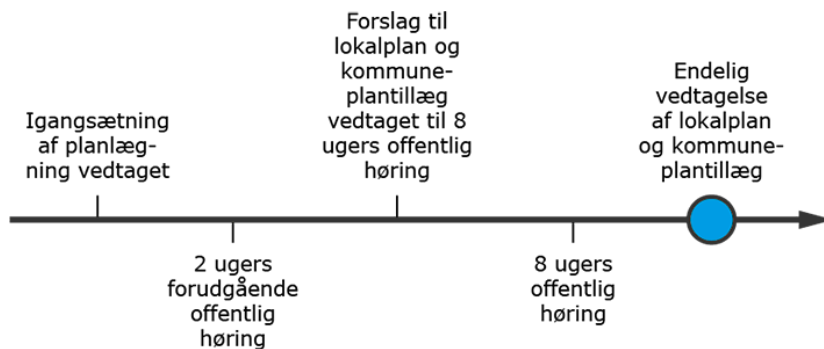 Igangsætning
af planlæg-
ning vedtaget
2 ugers
forudgående
offentlig
høring
Forslag til
lokalplan og
kommune-
plantillæg
vedtaget til 8
ugers offentlig
høring
8 ugers
offentlig
høring
Endelig
vedtagelse
af lokalplan
og kommune-
plantillæg